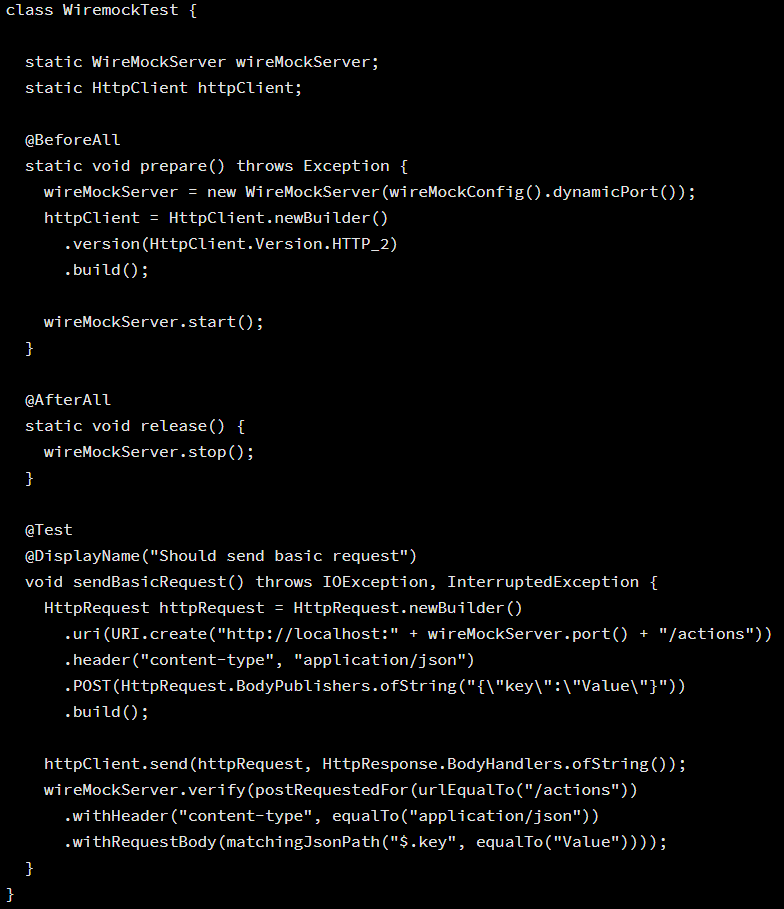 class WiremockTest {
static WireMockServer wireMockServer;
static HttpClient httpClient;
@BeforeAll
static void prepare() throws Exception {
wireMockServer = new WireMockServer(wireMockConfig().dynamicPort());
httpClient = HttpClient.newBuilder()
.version(HttpClient.Version.HTTP_2)
.build();
wireMockServer.start();
}
@AfterAll
static void release() {
wireMockServer.stop();
}
@Test
@DisplayName("Should send basic request")
void sendBasicRequest() throws IOException, InterruptedException {
HttpRequest httpRequest = HttpRequest.newBuilder()
.uri(URI.create("http://localhost:" + wireMockServer.port() + "/actions"))
.header("content-type", "application/json")
.POST(HttpRequest.BodyPublishers.ofString("{\"key\":\"Value\"}"))
.build();
httpClient.send(httpRequest, HttpResponse.BodyHandlers.ofString());
wireMockServer.verify(postRequestedFor(urlEqualTo("/actions"))
.withHeader("content-type", equalTo("application/json"))
.withRequestBody(matchingJsonPath("$.key", equalTo("Value"))));
}
}